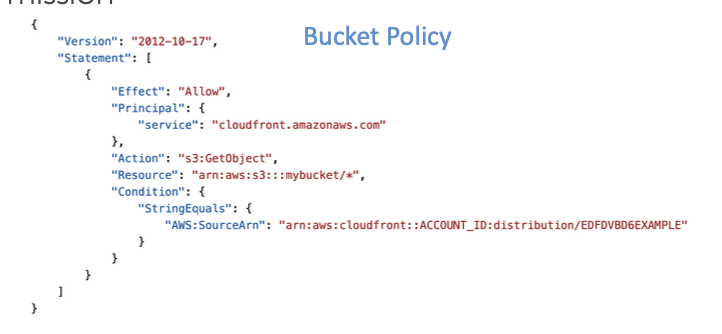 {
Bucket Policy
    "Version": "2012-10-17",
    "Statement": [
        {
            "Effect": "Allow",
            "Principal": {
                "service": "cloudfront.amazonaws.com"
            },
            "Action": "s3:GetObject",
            "Resource": "arn:aws:s3:::mybucket/*",
            "Condition": {
                "StringEquals": {
                    "AWS:SourceArn": "arn:aws:cloudfront::ACCOUNT_ID:distribution/EDFDVBD6EXAMPLE"
                }
            }
        }
    ]
}